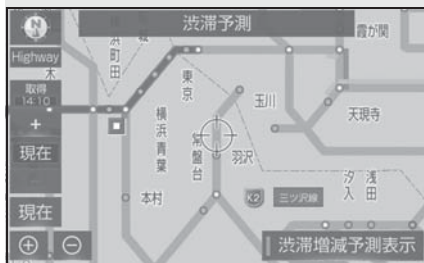 渋滞予測
N
Highway
取得
14:10
+
現在
現在
横浜町田
東京
横浜青葉
常盤台
羽沢
玉川
霞が関
天現寺
汐入
浅田
本村
K2
三ツ沢線
渋滞増減予測表示